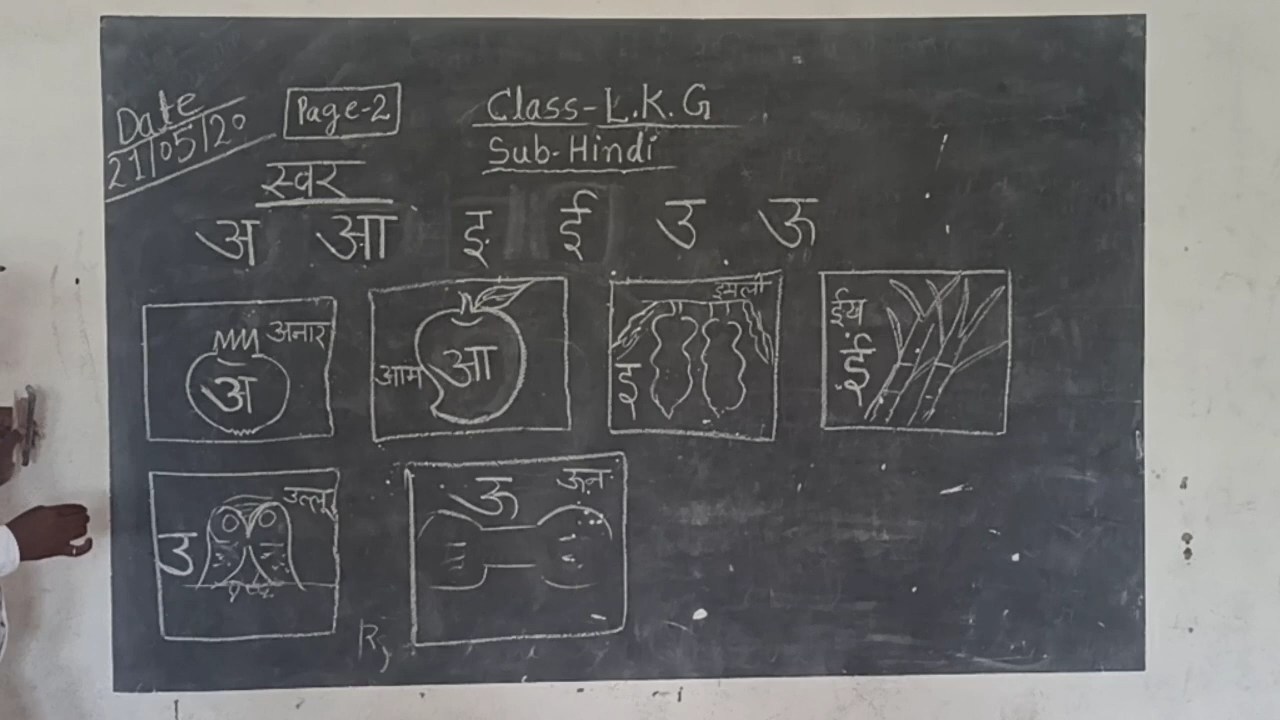 Date
21/05/20
Page-2
Class-L.K.G
Sub-Hindi
स्वर
अ आ इ ई उ ऊ
अनार
अ
आम
आ
इमली
इ
ईख
ई
उल्लू
उ
ऊ
ऊन